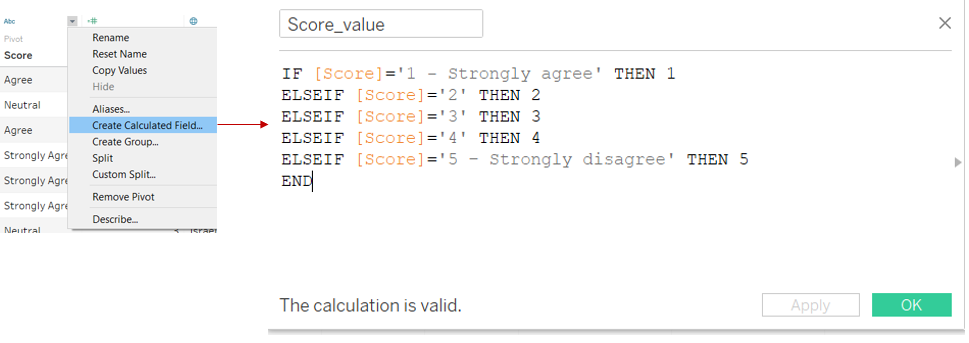 Abc
#
Pivot
Score
Agree
Neutral
Agree
Strongly Agre
Strongly Agre
Strongly Agre
Neutral
Rename
Reset Name
Copy Values
Hide
Aliases...
Create Calculated Field...
Create Group...
Split
Custom Split...
Remove Pivot
Describe...
Score_value
IF [Score]='1 - Strongly agree' THEN 1
ELSEIF [Score]='2' THEN 2
ELSEIF [Score]='3' THEN 3
ELSEIF [Score]='4' THEN 4
ELSEIF [Score]='5 - Strongly disagree' THEN 5
END
The calculation is valid.
Apply
OK